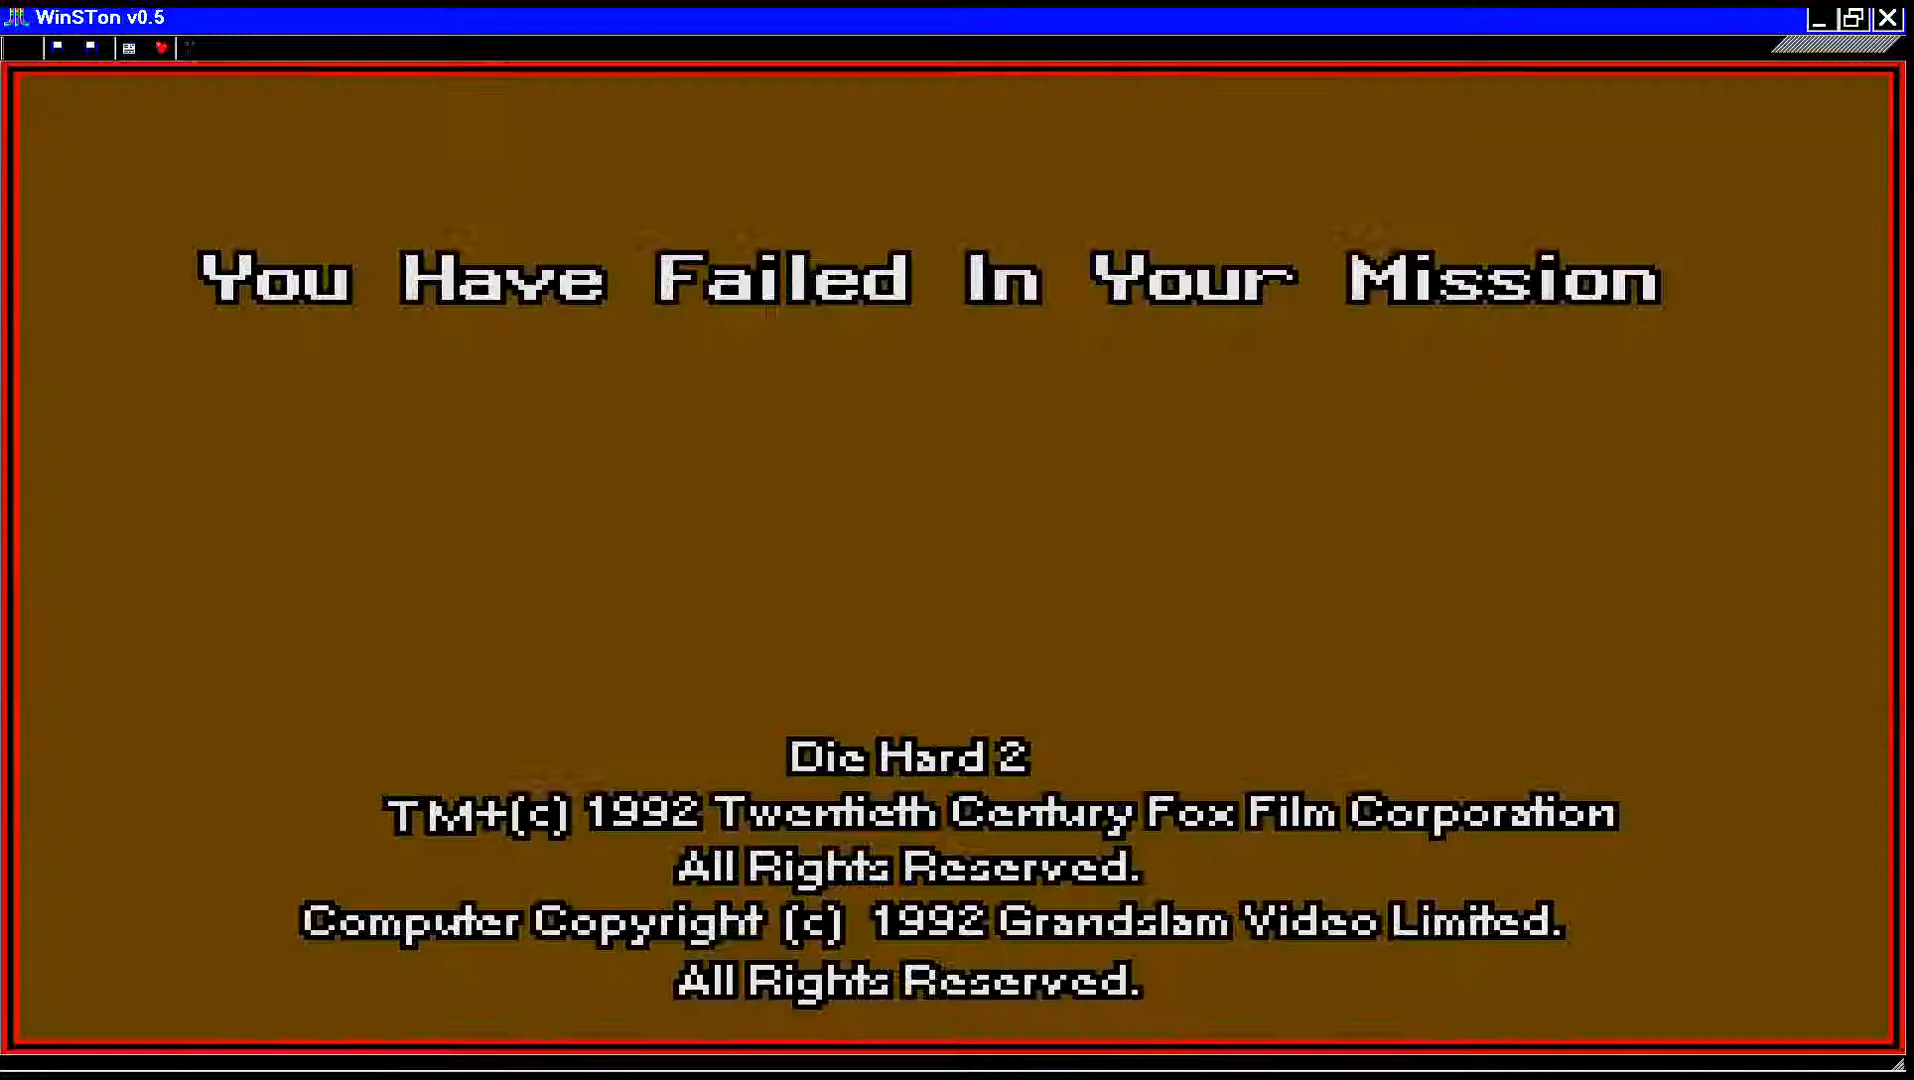 WinSTon v0.5
You Have Failed In Your Mission
Die Hard 2
TM+(c) 1992 Twentieth Century Fox Film Corporation
All Rights Reserved.
Computer Copyright (c) 1992 Grandslam Video Limited.
All Rights Reserved.